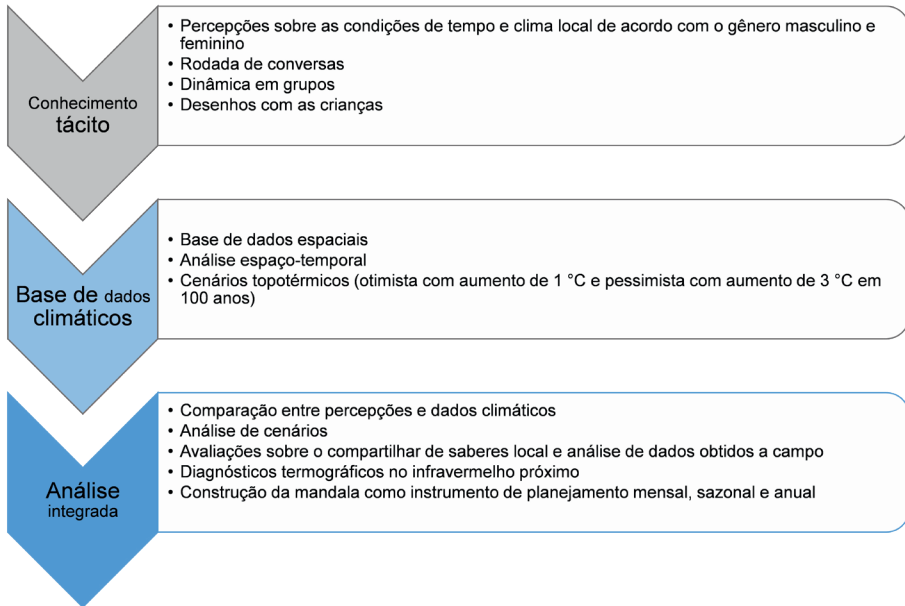 Conhecimento
tácito
• Percepções sobre as condições de tempo e clima local de acordo com o gênero masculino e
feminino
• Rodada de conversas
• Dinâmica em grupos
• Desenhos com as crianças
Base de dados
climáticos
• Base de dados espaciais
• Análise espaço-temporal
• Cenários topotérmicos (otimista com aumento de 1 °C e pessimista com aumento de 3 °C em
100 anos)
Análise
integrada
• Comparação entre percepções e dados climáticos
• Análise de cenários
• Avaliações sobre o compartilhar de saberes local e análise de dados obtidos a campo
• Diagnósticos termográficos no infravermelho próximo
• Construção da mandala como instrumento de planejamento mensal, sazonal e anual